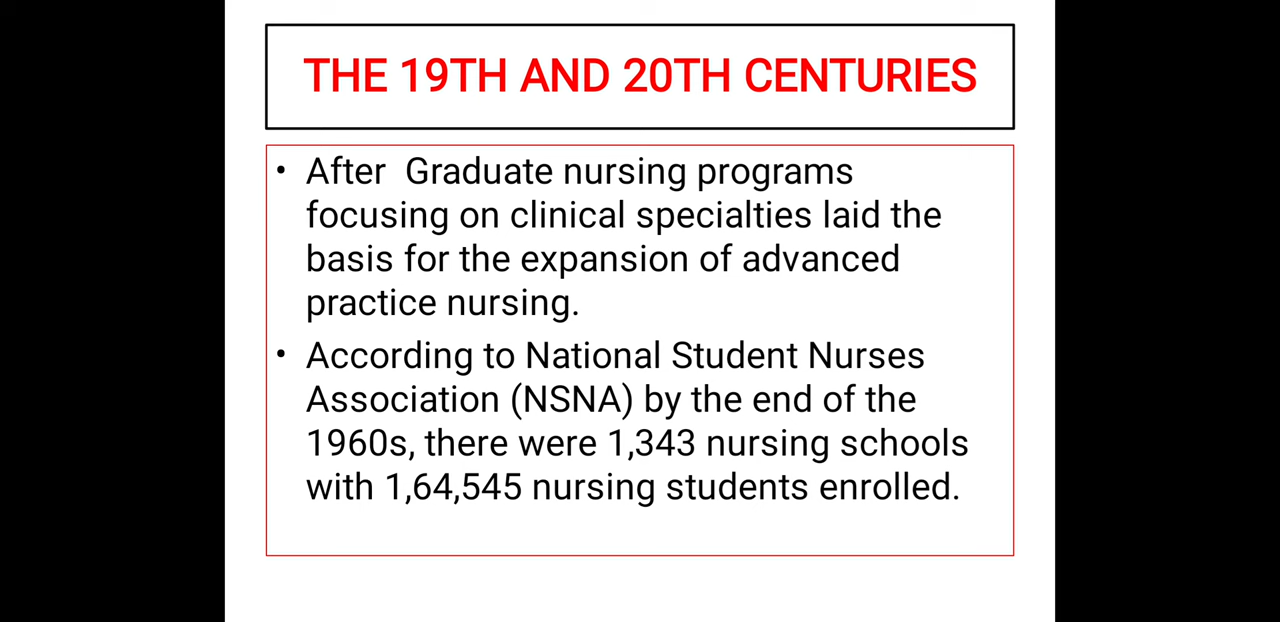 THE 19TH AND 20TH CENTURIES
• After  Graduate nursing programs
focusing on clinical specialties laid the
basis for the expansion of advanced
practice nursing.
• According to National Student Nurses
Association (NSNA) by the end of the
1960s, there were 1,343 nursing schools
with 1,64,545 nursing students enrolled.